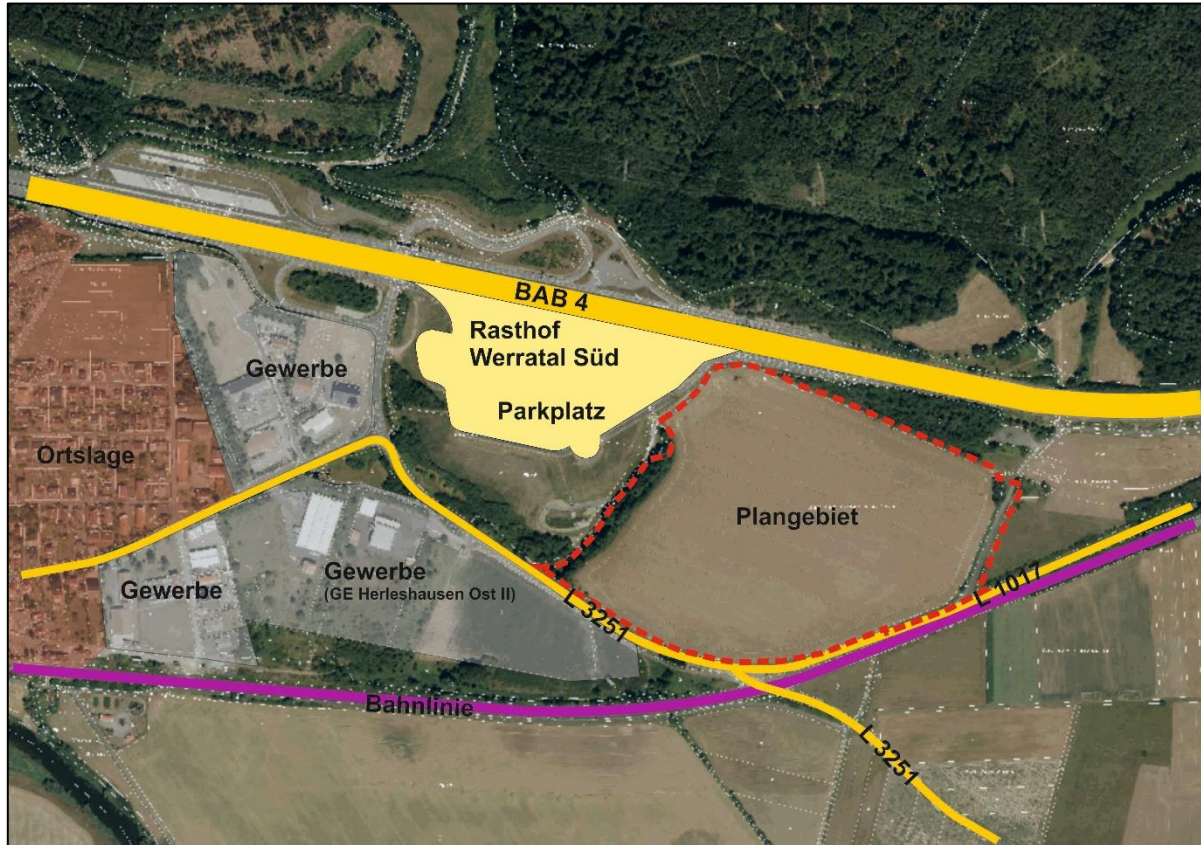 BAB 4
Rasthof
Werratal Süd
Parkplatz
Gewerbe
Ortslage
Plangebiet
Gewerbe
(GE Herleshausen Ost II)
Gewerbe
L 3251
L 1017
Bahnlinie
L 3251